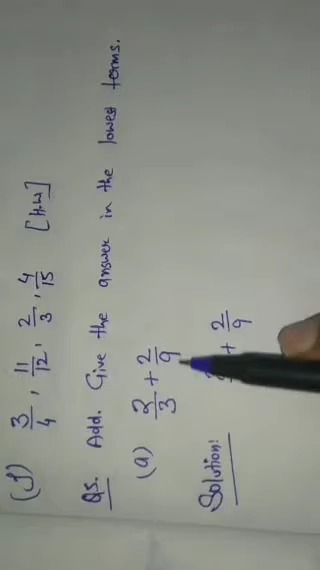 (f) 3/4, 11/12, 2/3, 4/15 [H.W]
Q5. Add. Give the answer in the lowest terms.
(a) 2/3 + 2/9
Solution:
+ 2/9